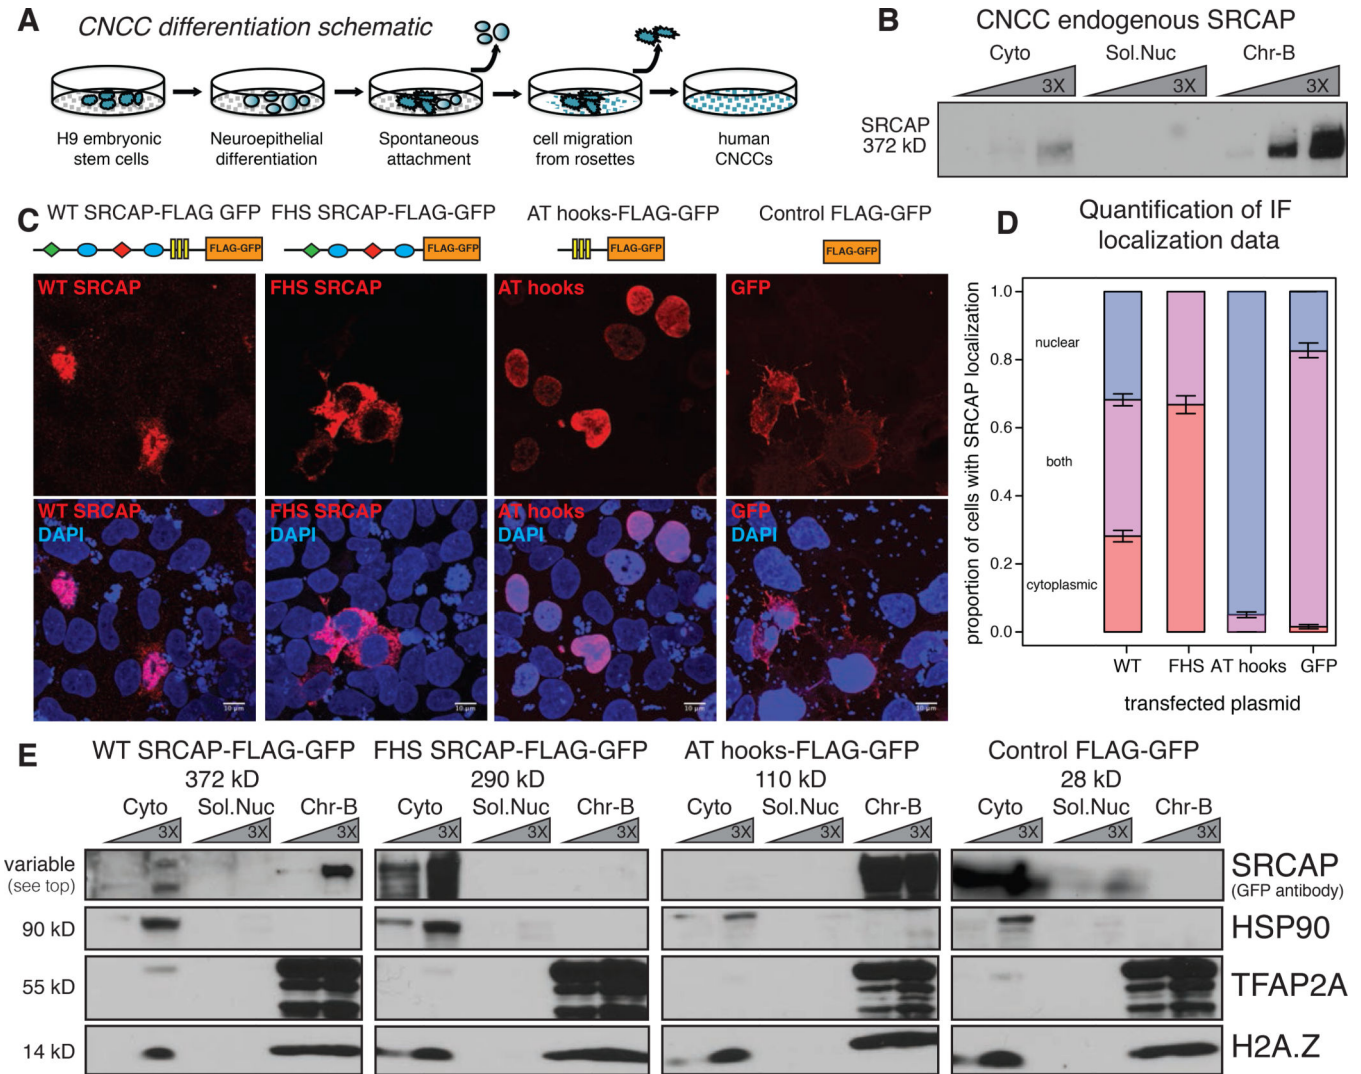 A
CNCC differentiation schematic
H9 embryonic
stem cells
Neuroepithelial
differentiation
Spontaneous
attachment
cell migration
from rosettes
human
CNCCs
B
CNCC endogenous SRCAP
Cyto Sol.Nuc Chr-B
3X 3X 3X
SRCAP
372 kD
C
WT SRCAP-FLAG GFP FHS SRCAP-FLAG-GFP AT hooks-FLAG-GFP Control FLAG-GFP
FLAG-GFP FLAG-GFP FLAG-GFP FLAG-GFP
WT SRCAP FHS SRCAP AT hooks GFP
WT SRCAP FHS SRCAP AT hooks GFP
DAPI DAPI DAPI DAPI
10 µm 10 µm 10 µm 10 µm
D
Quantification of IF
localization data
proportion of cells with SRCAP localization
1.0
0.8
0.6
0.4
0.2
0.0
nuclear
both
cytoplasmic
WT FHS AT hooks GFP
transfected plasmid
E
WT SRCAP-FLAG-GFP FHS SRCAP-FLAG-GFP AT hooks-FLAG-GFP Control FLAG-GFP
372 kD 290 kD 110 kD 28 kD
Cyto Sol.Nuc Chr-B Cyto Sol.Nuc Chr-B Cyto Sol.Nuc Chr-B Cyto Sol.Nuc Chr-B
3X 3X 3X 3X 3X 3X 3X 3X 3X 3X 3X 3X
variable
(see top)
SRCAP
(GFP antibody)
90 kD HSP90
55 kD TFAP2A
14 kD H2A.Z